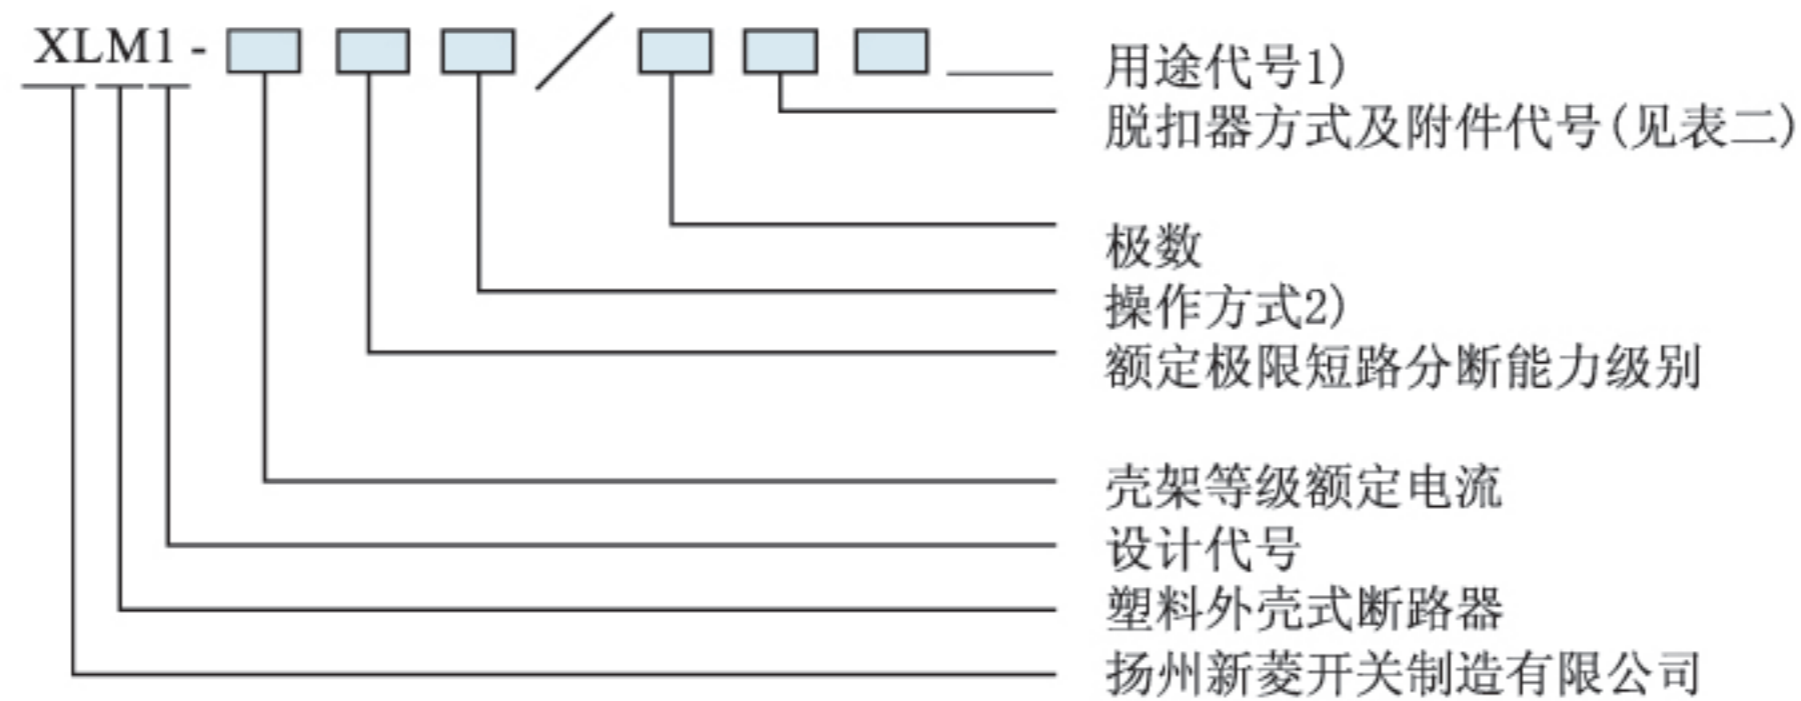 XLM1-
用途代号1)
脱扣器方式及附件代号(见表二)
极数
操作方式2)
额定极限短路分断能力级别
壳架等级额定电流
设计代号
塑料外壳式断路器
扬州新菱开关制造有限公司